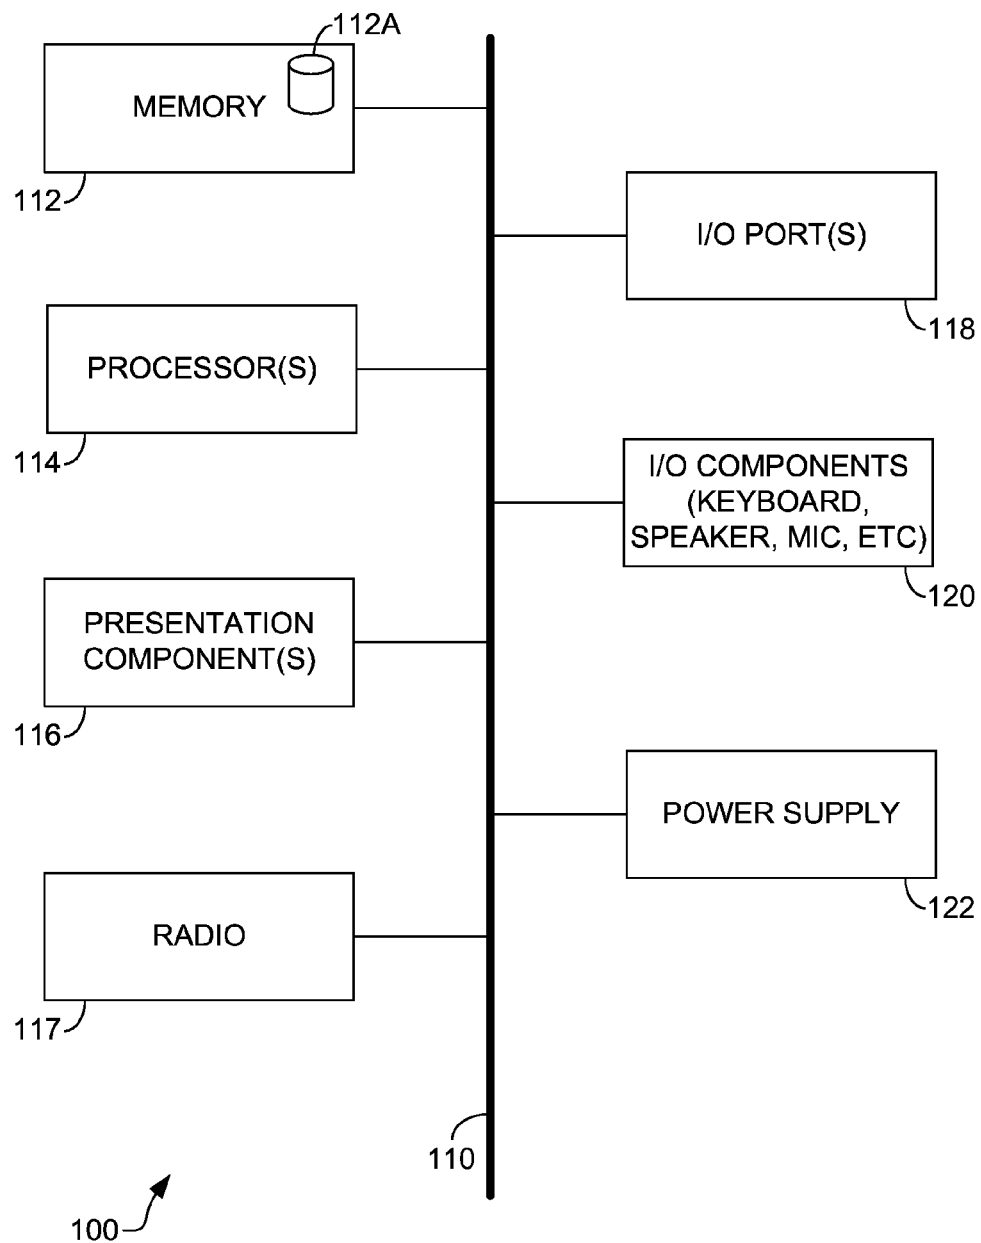 112A
MEMORY
112
I/O PORT(S)
118
PROCESSOR(S)
114
I/O COMPONENTS
(KEYBOARD,
SPEAKER, MIC, ETC)
120
PRESENTATION
COMPONENT(S)
116
POWER SUPPLY
122
RADIO
117
110
100